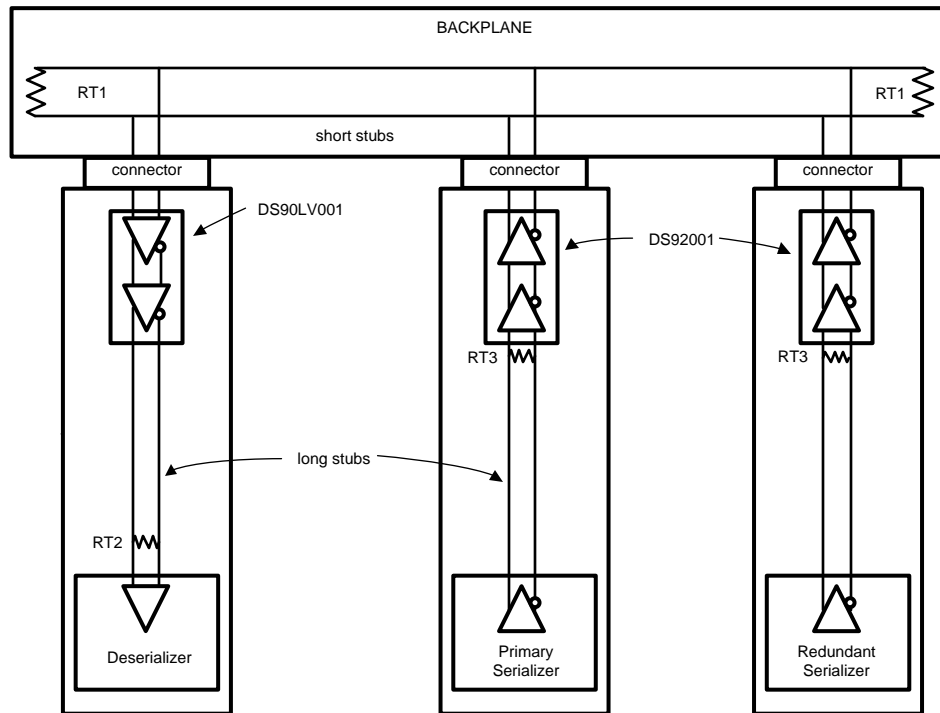 BACKPLANE
RT1
RT1
short stubs
connector
connector
connector
DS90LV001
DS92001
RT3
RT3
long stubs
RT2
Deserializer
Primary
Serializer
Redundant
Serializer